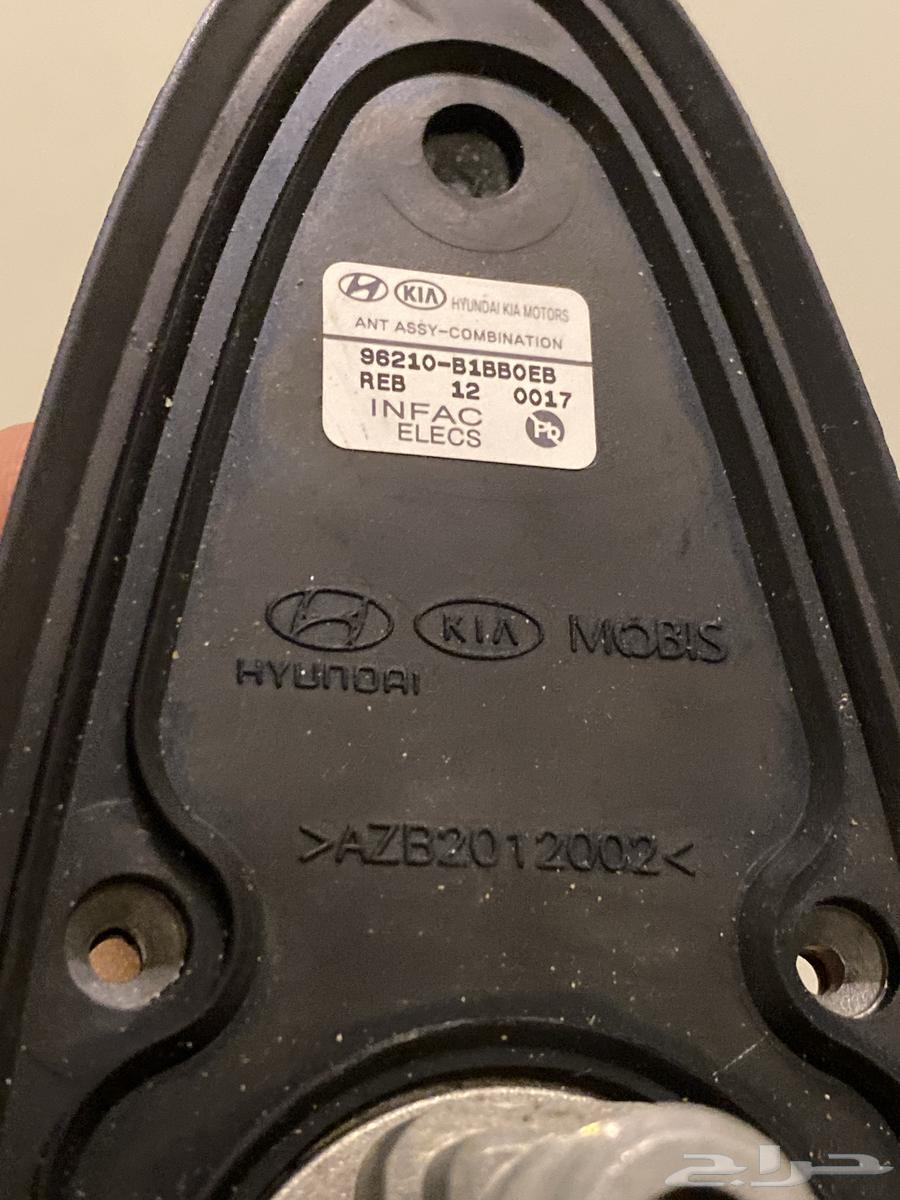 KIA HYUNDAI KIA MOTORS
ANT ASSY-COMBINATION
96210-B1BB0EB
REB 12 0017
INFAC
ELECS
Pb
KIA MOBIS
HYUNDAI
>AZB2012002<
حراج